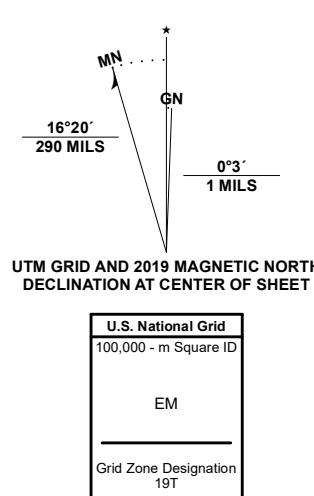 ★
MN
GN
16°20´
290 MILS
0°3´
1 MILS
UTM GRID AND 2019 MAGNETIC NORTH
DECLINATION AT CENTER OF SHEET
U.S. National Grid
100,000 - m Square ID
EM
Grid Zone Designation
19T